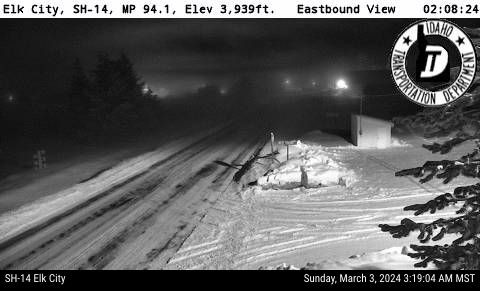 Elk City, SH-14, MP 94.1, Elev 3,939ft. Eastbound View 02:08:24
IDAHO
TRANSPORTATION DEPARTMENT
SH-14 Elk City Sunday, March 3, 2024 3:19:04 AM MST